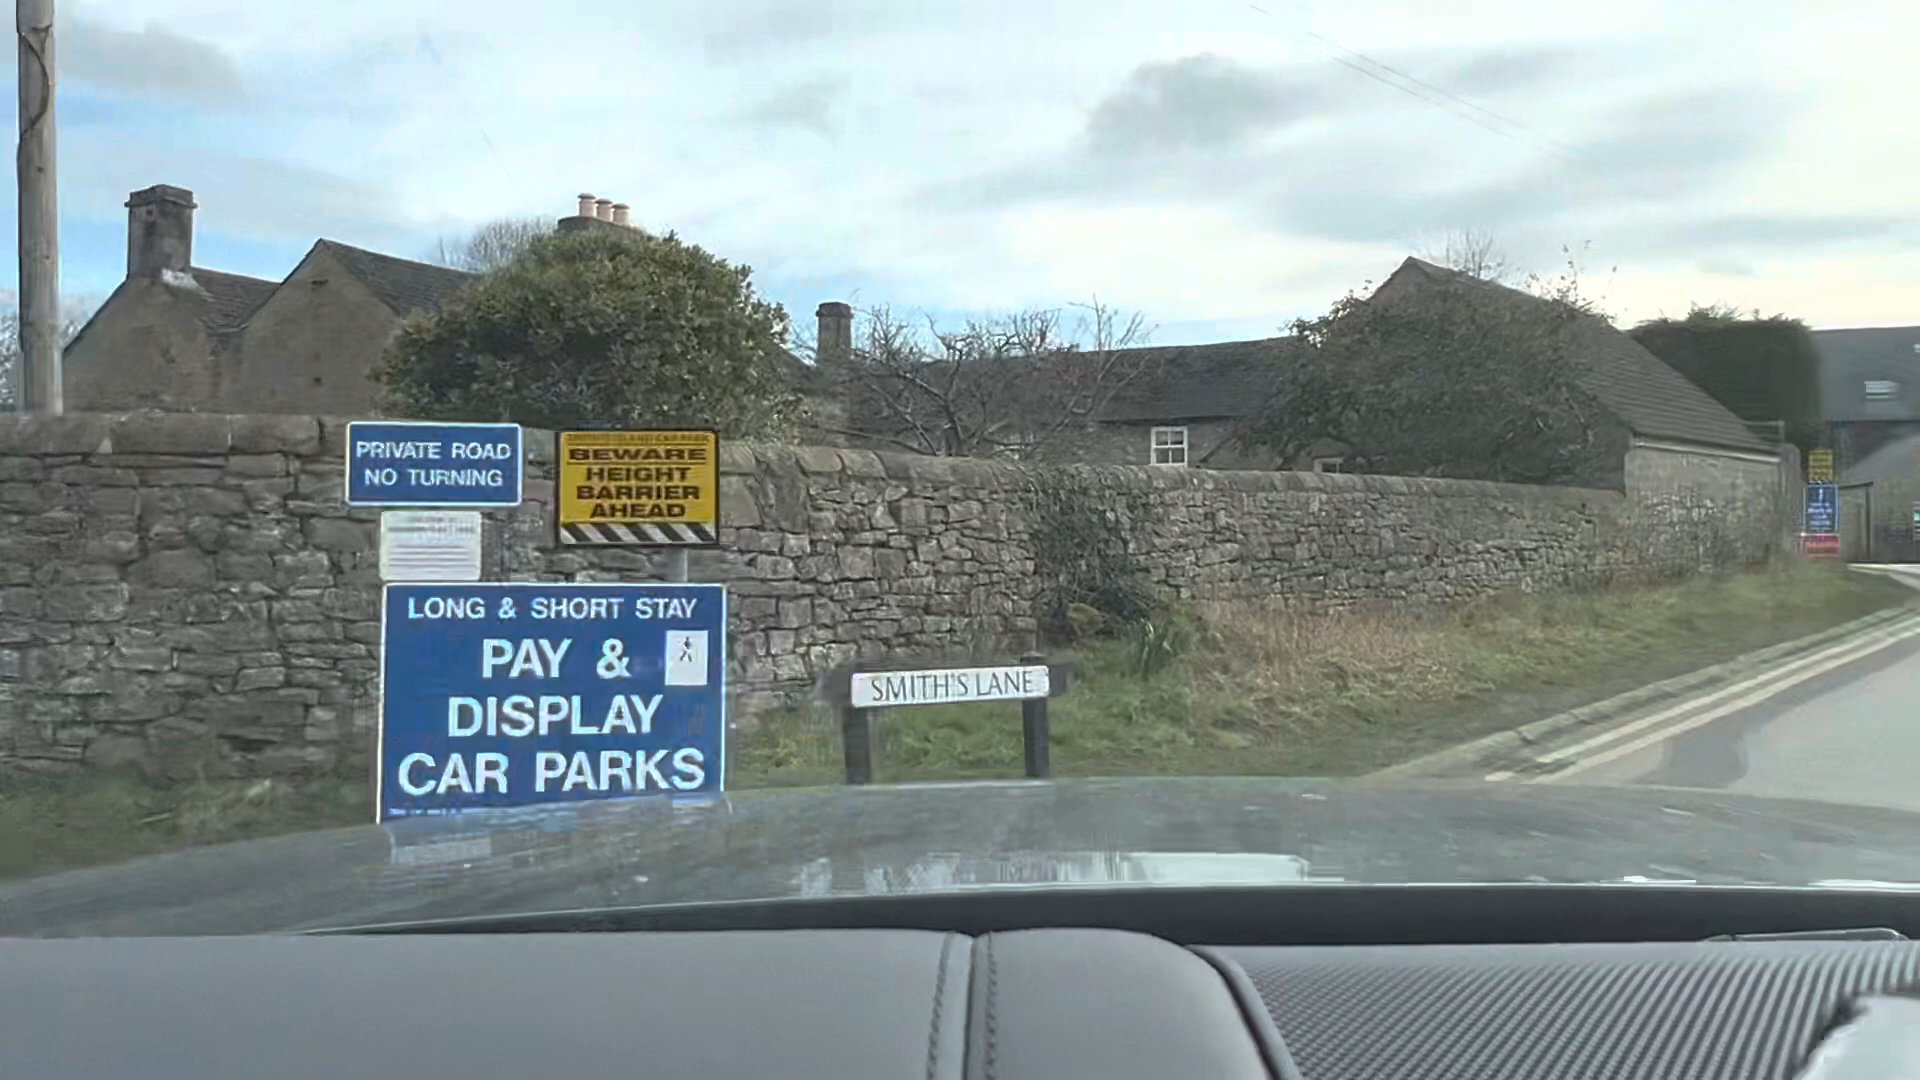 PRIVATE ROAD
NO TURNING
BEWARE
HEIGHT
BARRIER
AHEAD
LONG & SHORT STAY
PAY &
DISPLAY
CAR PARKS
SMITH'S LANE